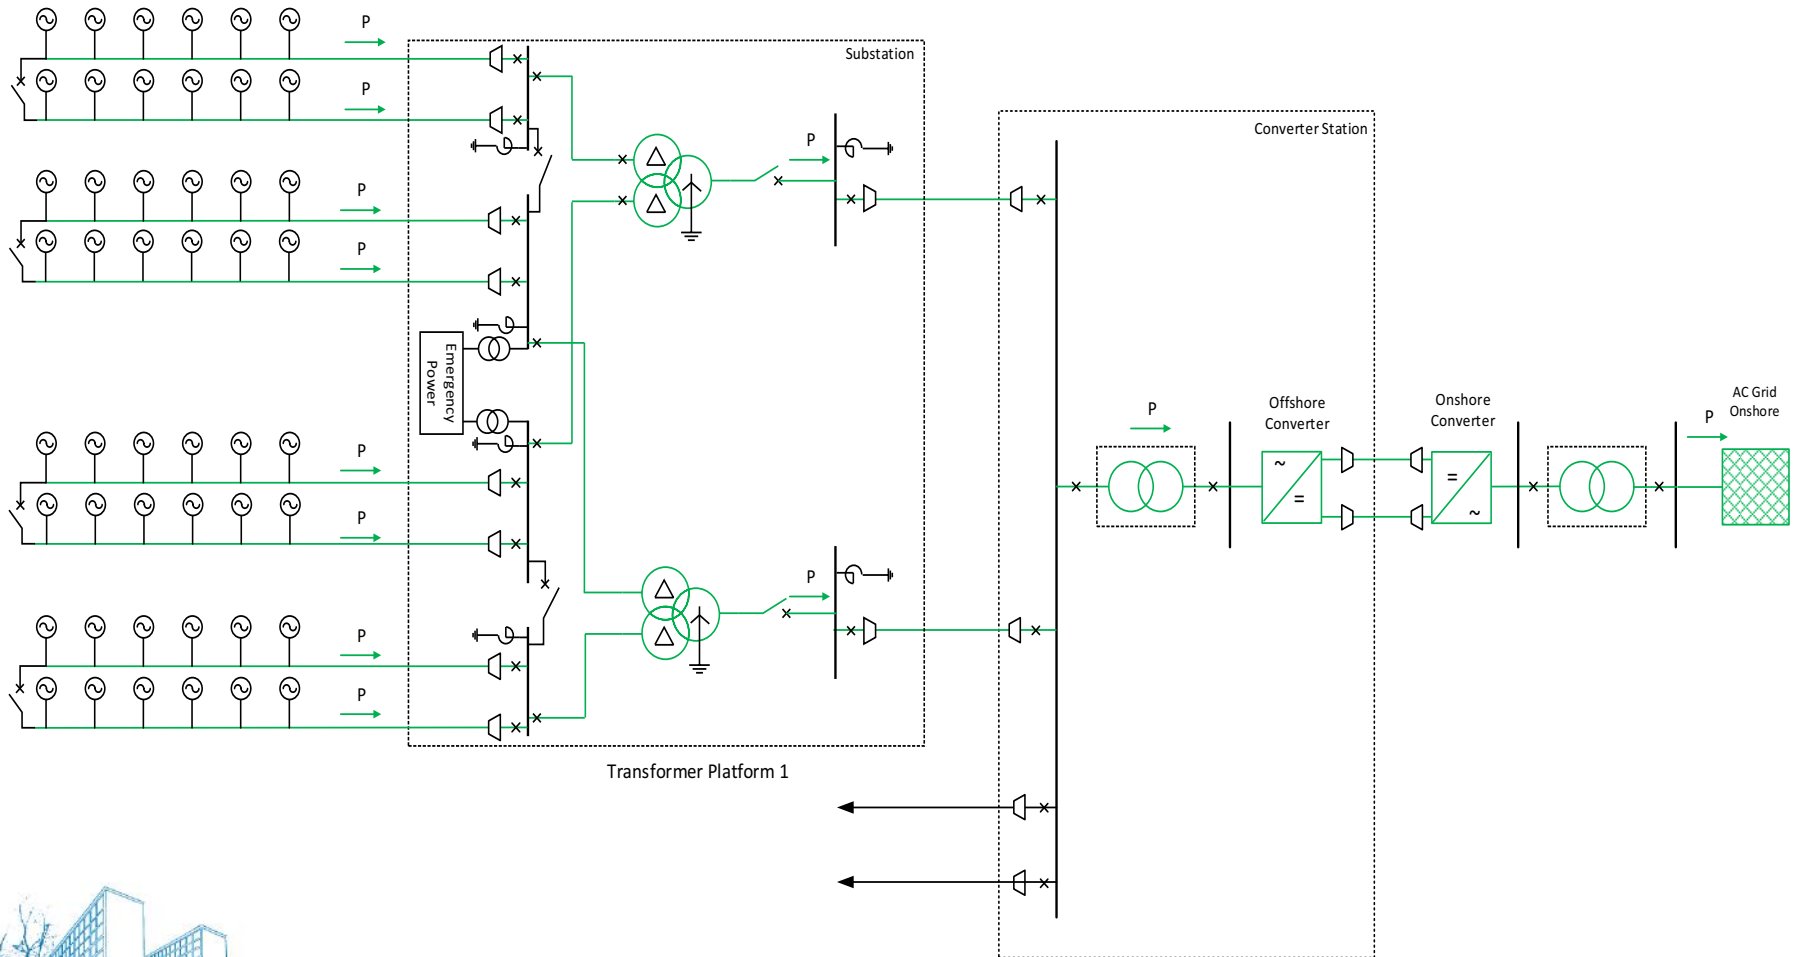 P
Substation
P
P
Converter Station
P
P
Emergency
Power
P
Offshore
Converter
Onshore
Converter
AC Grid
Onshore
P
P
~
=
=
~
P
P
P
P
P
Transformer Platform 1